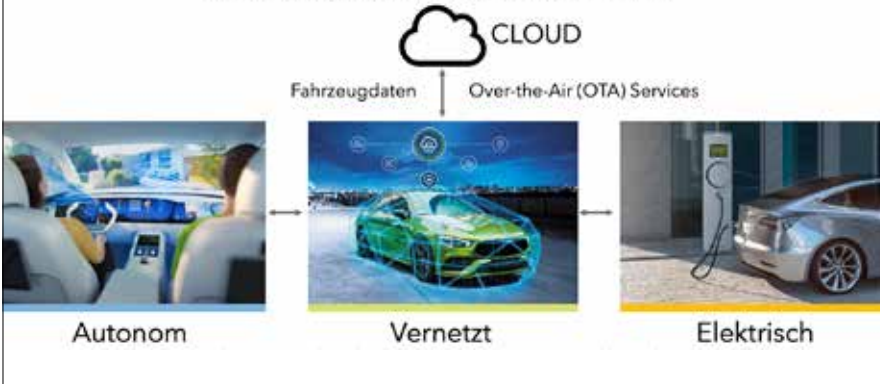 CLOUD
Fahrzeugdaten Over-the-Air (OTA) Services
Autonom Vernetzt Elektrisch